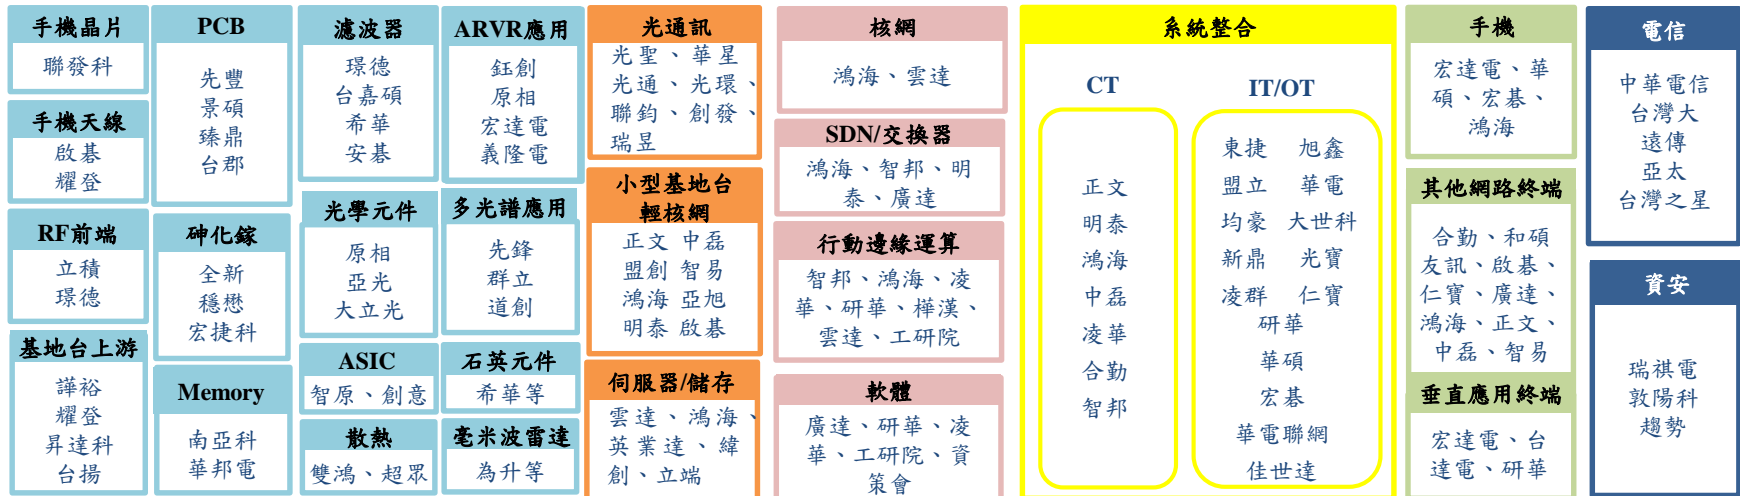 手機晶片
聯發科
手機天線
啟碁
耀登
RF前端
立積
璟德
基地台上游
譁裕
耀登
昇達科
台揚
PCB
先豐
景碩
臻鼎
台郡
砷化鎵
全新
穩懋
宏捷科
Memory
南亞科
華邦電
濾波器
璟德
台嘉碩
希華
安碁
光學元件
原相
亞光
大立光
ASIC
智原、創意
散熱
雙鴻、超眾
ARVR應用
鈺創
原相
宏達電
義隆電
多光譜應用
先鋒
群立
道創
石英元件
希華等
毫米波雷達
為升等
光通訊
光聖、華星
光通、光環、
聯鈞、創發、
瑞昱
小型基地台
輕核網
正文 中磊
盟創 智易
鴻海 亞旭
明泰 啟碁
伺服器/儲存
雲達、鴻海、
英業達、緯
創、立端
核網
鴻海、雲達
SDN/交換器
鴻海、智邦、明
泰、廣達
行動邊緣運算
智邦、鴻海、凌
華、研華、樺漢、
雲達、工研院
軟體
廣達、研華、凌
華、工研院、資
策會
系統整合
CT
正文
明泰
鴻海
中磊
凌華
合勤
智邦
IT/OT
東捷 旭鑫
盟立 華電
均豪 大世科
新鼎 光寶
凌群 仁寶
研華
華碩
宏碁
華電聯網
佳世達
手機
宏達電、華
碩、宏碁、
鴻海
其他網路終端
合勤、和碩
友訊、啟碁、
仁寶、廣達、
鴻海、正文、
中磊、智易
垂直應用終端
宏達電、台
達電、研華
電信
中華電信
台灣大
遠傳
亞太
台灣之星
資安
瑞祺電
敦陽科
趨勢